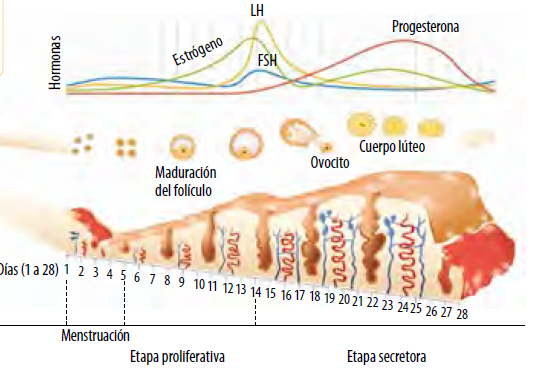 LH
Progesterona
Estrógeno
FSH
Hormonas
Maduración
del folículo
Ovocito
Cuerpo lúteo
Días (1 a 28) 1 2 3 4 5 6 7 8 9 10 11 12 13 14 15 16 17 18 19 20 21 22 23 24 25 26 27 28
Menstruación
Etapa proliferativa
Etapa secretora